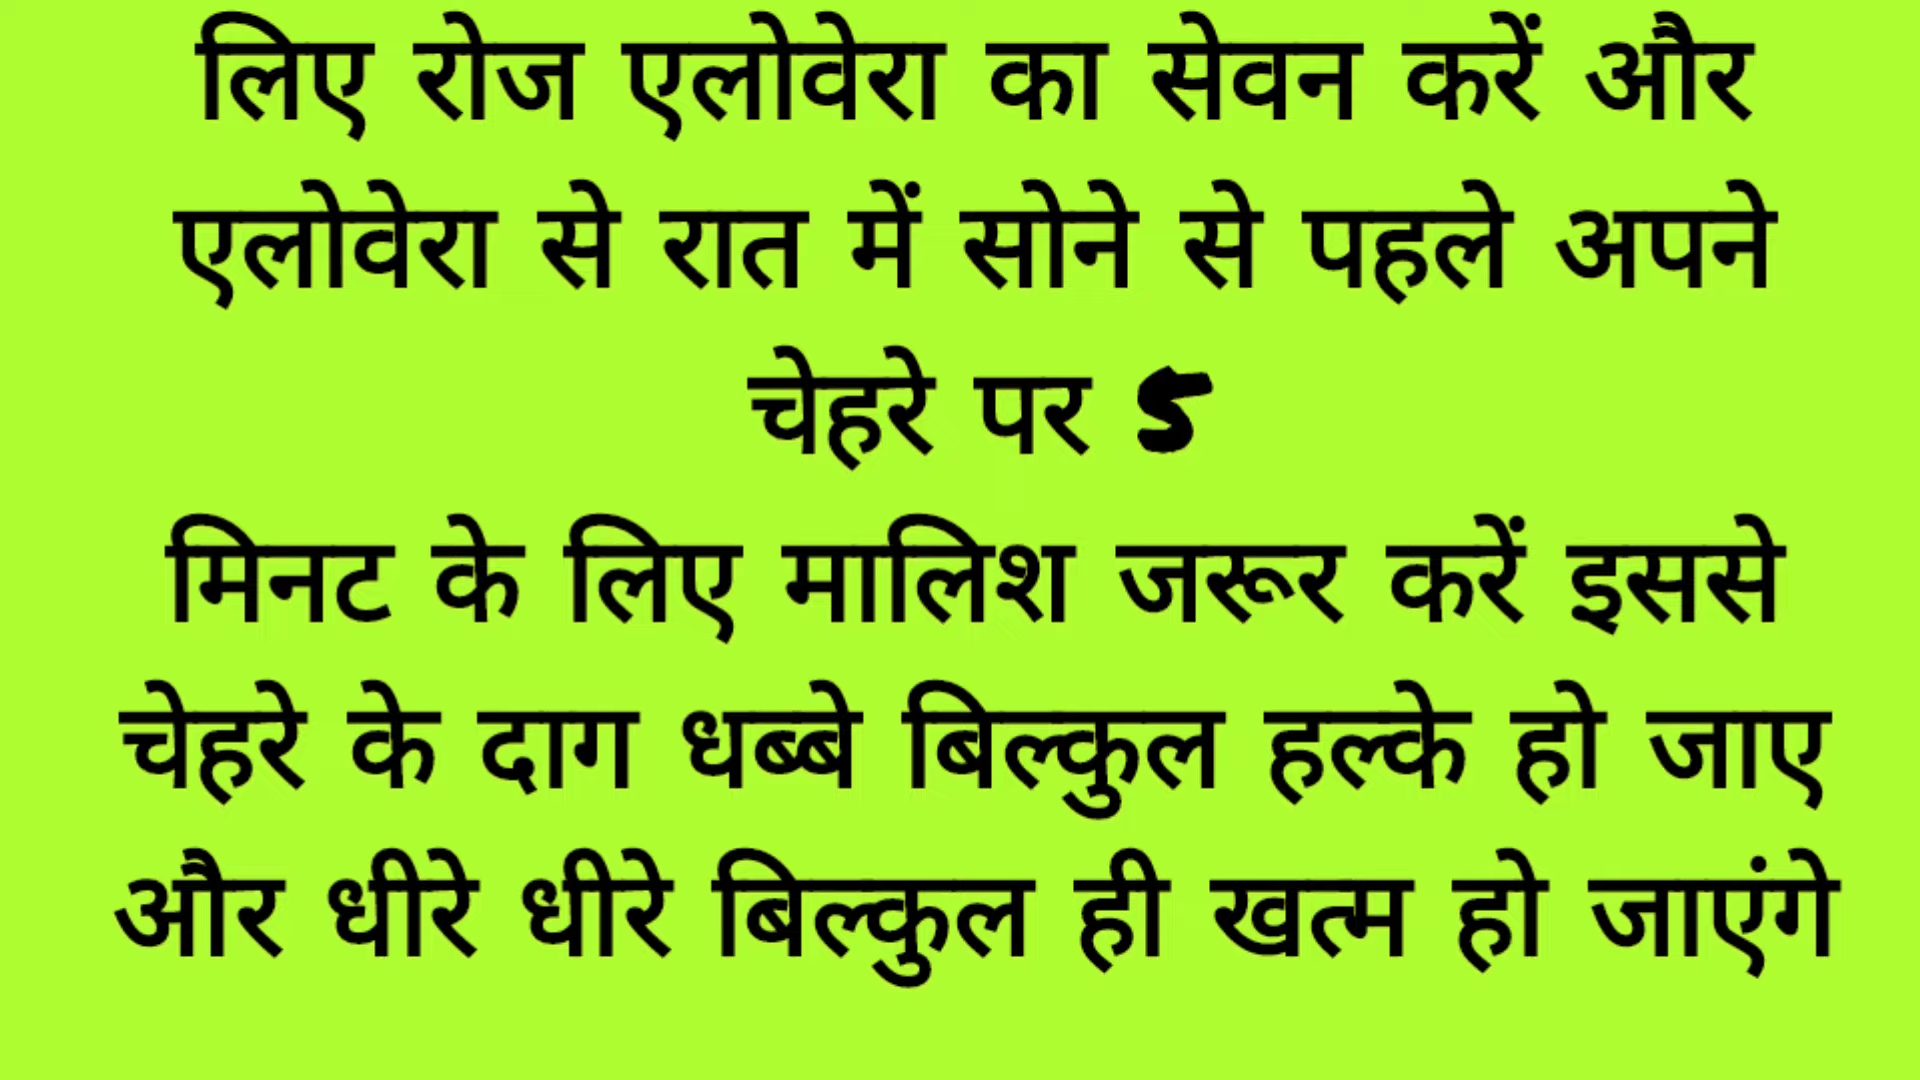 लिए रोज एलोवेरा का सेवन करें और
एलोवेरा से रात में सोने से पहले अपने
चेहरे पर 5
मिनट के लिए मालिश जरूर करें इससे
चेहरे के दाग धब्बे बिल्कुल हल्के हो जाए
और धीरे धीरे बिल्कुल ही खत्म हो जाएंगे